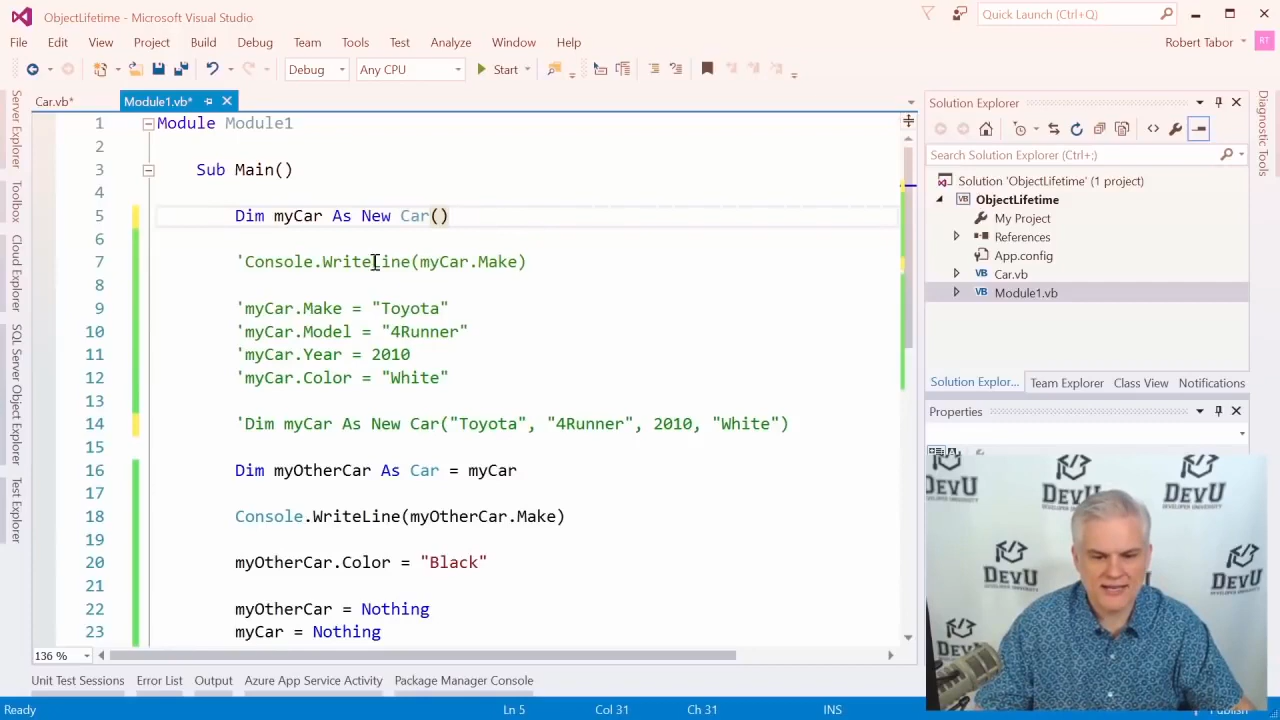 ObjectLifetime - Microsoft Visual Studio
Quick Launch (Ctrl+Q)
File Edit View Project Build Debug Team Tools Test Analyze Window Help
Robert Tabor RT
Debug Any CPU Start
Car.vb* Module1.vb*
Server Explorer
Toolbox
Cloud Explorer
SQL Server Object Explorer
Test Explorer
1 Module Module1
2
3 Sub Main()
4
5 Dim myCar As New Car()
6
7 'Console.WriteLine(myCar.Make)
8
9 'myCar.Make = "Toyota"
10 'myCar.Model = "4Runner"
11 'myCar.Year = 2010
12 'myCar.Color = "White"
13
14 'Dim myCar As New Car("Toyota", "4Runner", 2010, "White")
15
16 Dim myOtherCar As Car = myCar
17
18 Console.WriteLine(myOtherCar.Make)
19
20 myOtherCar.Color = "Black"
21
22 myOtherCar = Nothing
23 myCar = Nothing
136 %
Solution Explorer
Search Solution Explorer (Ctrl+;)
Solution 'ObjectLifetime' (1 project)
ObjectLifetime
My Project
References
App.config
Car.vb
Module1.vb
Solution Explor... Team Explorer Class View Notifications
Properties
Diagnostic Tools
DevU
DevU
DevU
DEVELOPER UNIVERSITY
DevU
DevU
Unit Test Sessions Error List Output Azure App Service Activity Package Manager Console
Ready Ln 5 Col 31 Ch 31 INS Publish